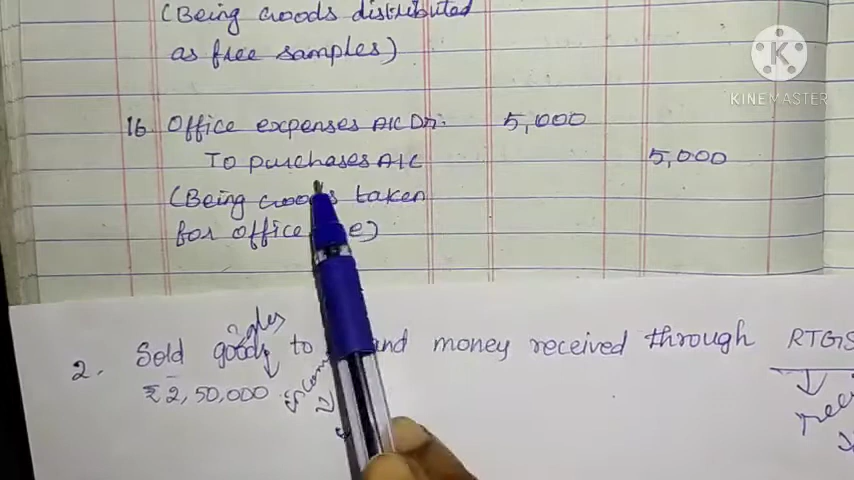 (Being Goods distributed
as free samples)
16 Office expenses A/C Dr. 5,000
To purchases A/C 5,000
(Being Goods taken
for office
sales
2. Sold goods to and money received through RTGS
₹2,50,000
KINEMASTER